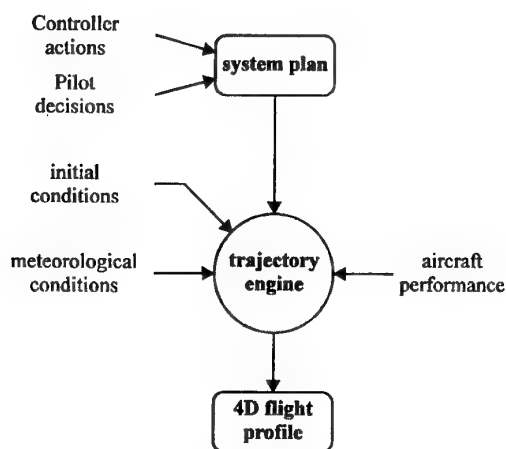 Controller
actions
system plan
Pilot
decisions
initial
conditions
meteorological
conditions
trajectory
engine
aircraft
performance
4D flight
profile